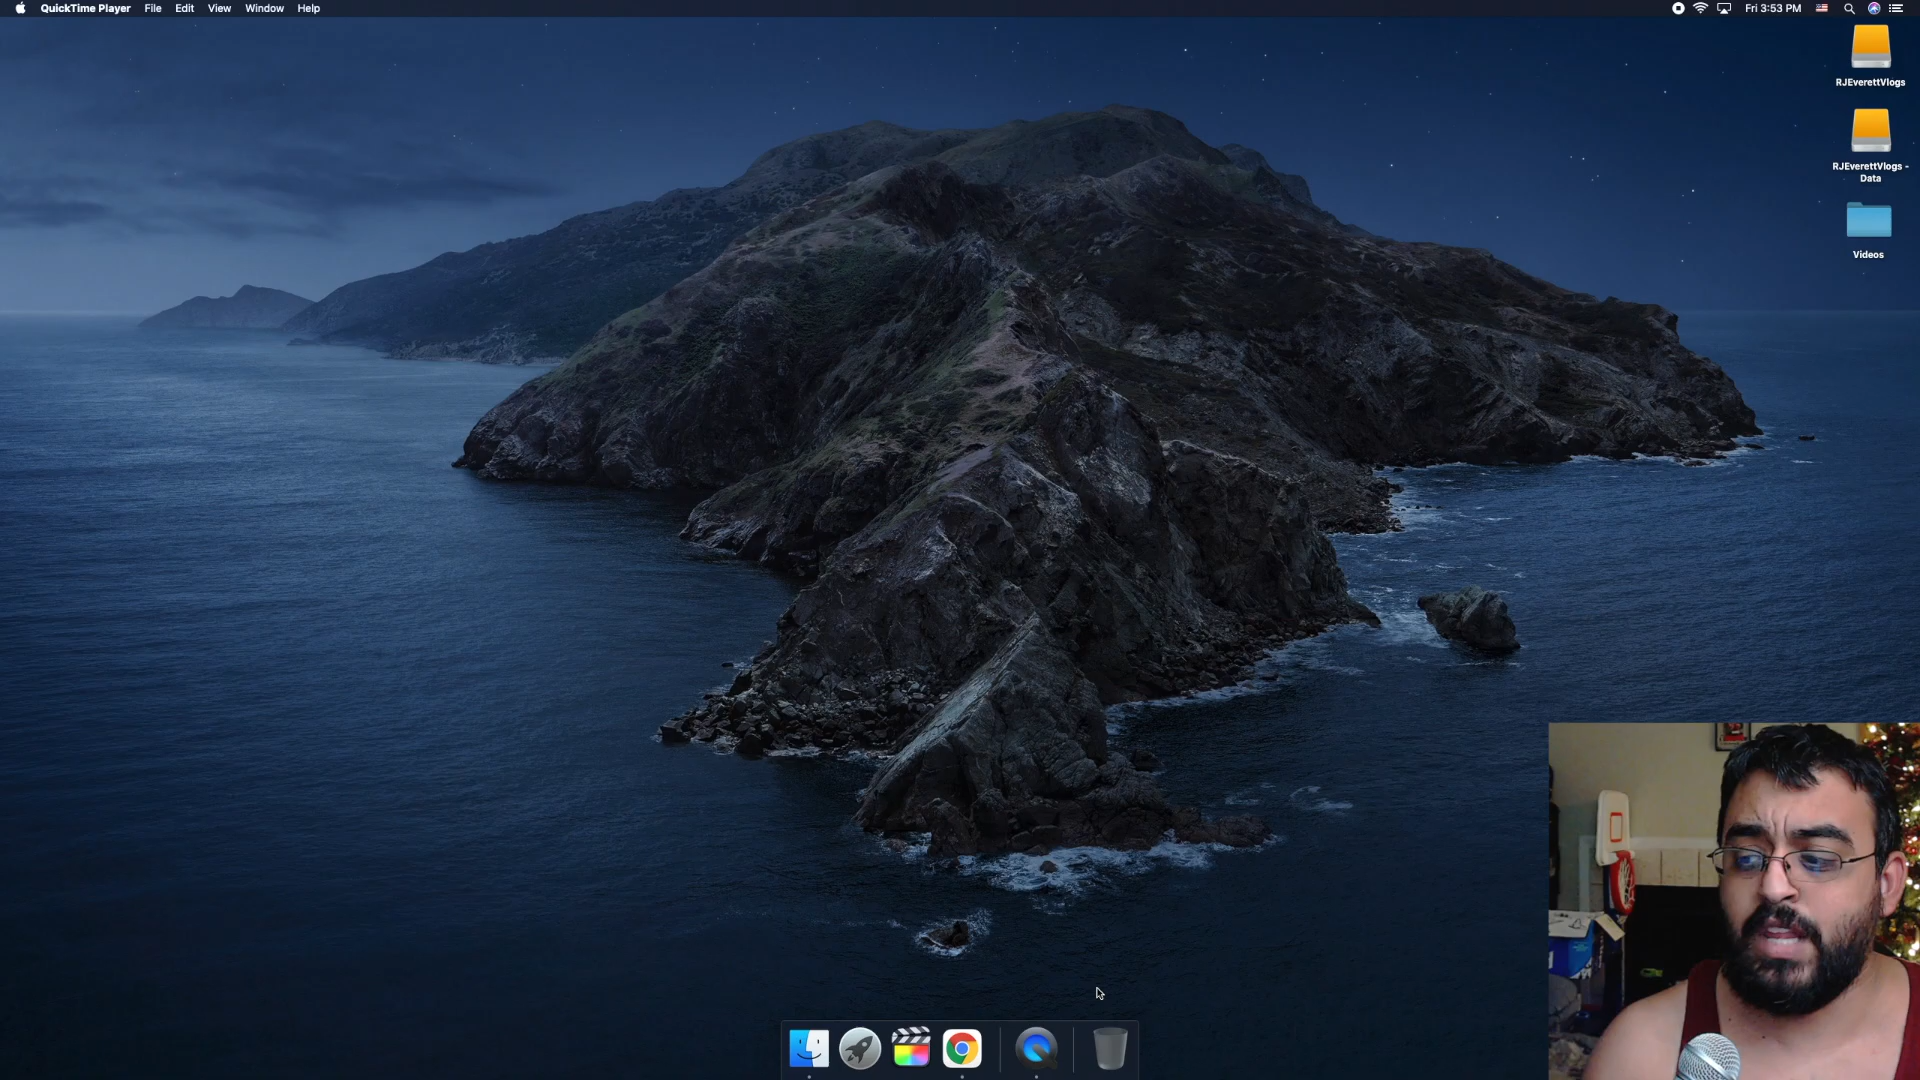 QuickTime Player File Edit View Window Help
Fri 3:53 PM
RJEverettVlogs
RJEverettVlogs -
Data
Videos